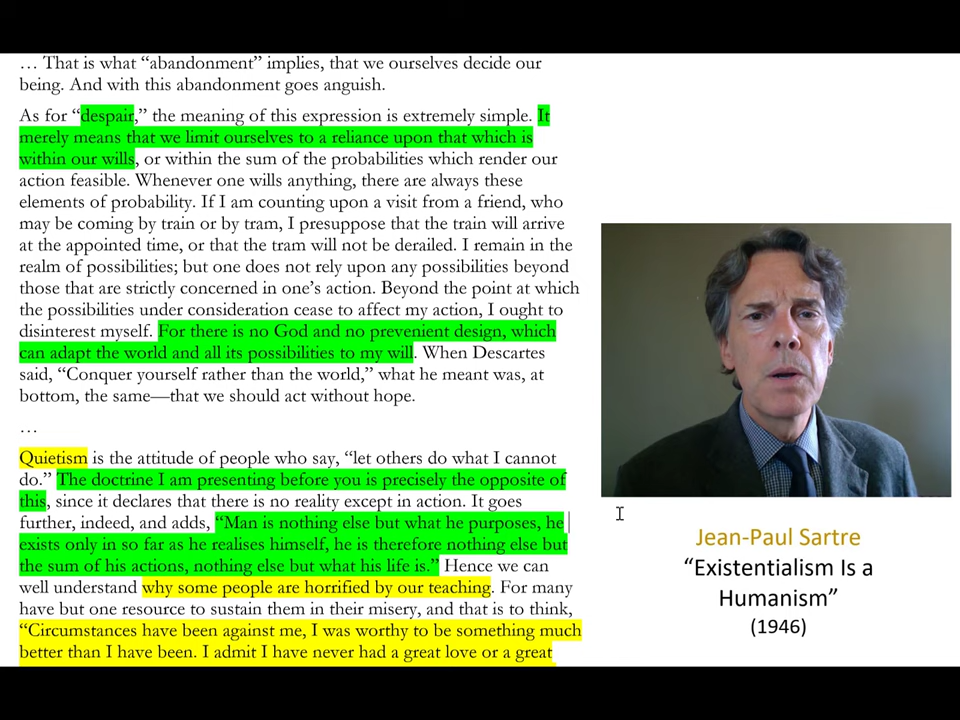 … That is what “abandonment” implies, that we ourselves decide our
being. And with this abandonment goes anguish.
As for “despair,” the meaning of this expression is extremely simple. It
merely means that we limit ourselves to a reliance upon that which is
within our wills, or within the sum of the probabilities which render our
action feasible. Whenever one wills anything, there are always these
elements of probability. If I am counting upon a visit from a friend, who
may be coming by train or by tram, I presuppose that the train will arrive
at the appointed time, or that the tram will not be derailed. I remain in the
realm of possibilities; but one does not rely upon any possibilities beyond
those that are strictly concerned in one’s action. Beyond the point at which
the possibilities under consideration cease to affect my action, I ought to
disinterest myself. For there is no God and no prevenient design, which
can adapt the world and all its possibilities to my will. When Descartes
said, “Conquer yourself rather than the world,” what he meant was, at
bottom, the same—that we should act without hope.
…
Quietism is the attitude of people who say, “let others do what I cannot
do.” The doctrine I am presenting before you is precisely the opposite of
this, since it declares that there is no reality except in action. It goes
further, indeed, and adds, “Man is nothing else but what he purposes, he
exists only in so far as he realises himself, he is therefore nothing else but
the sum of his actions, nothing else but what his life is.” Hence we can
well understand why some people are horrified by our teaching. For many
have but one resource to sustain them in their misery, and that is to think,
“Circumstances have been against me, I was worthy to be something much
better than I have been. I admit I have never had a great love or a great
Jean-Paul Sartre
“Existentialism Is a
Humanism”
(1946)